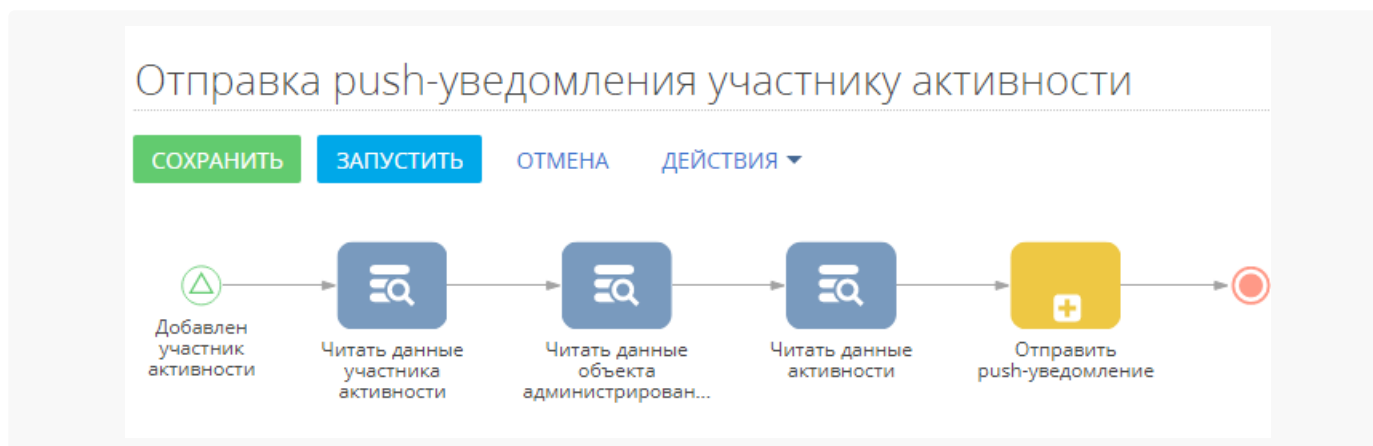 Отправка push-уведомления участнику активности
СОХРАНИТЬ ЗАПУСТИТЬ ОТМЕНА ДЕЙСТВИЯ
Добавлен
участник
активности
Читать данные
участника
активности
Читать данные
объекта
администрирован...
Читать данные
активности
Отправить
push-уведомление